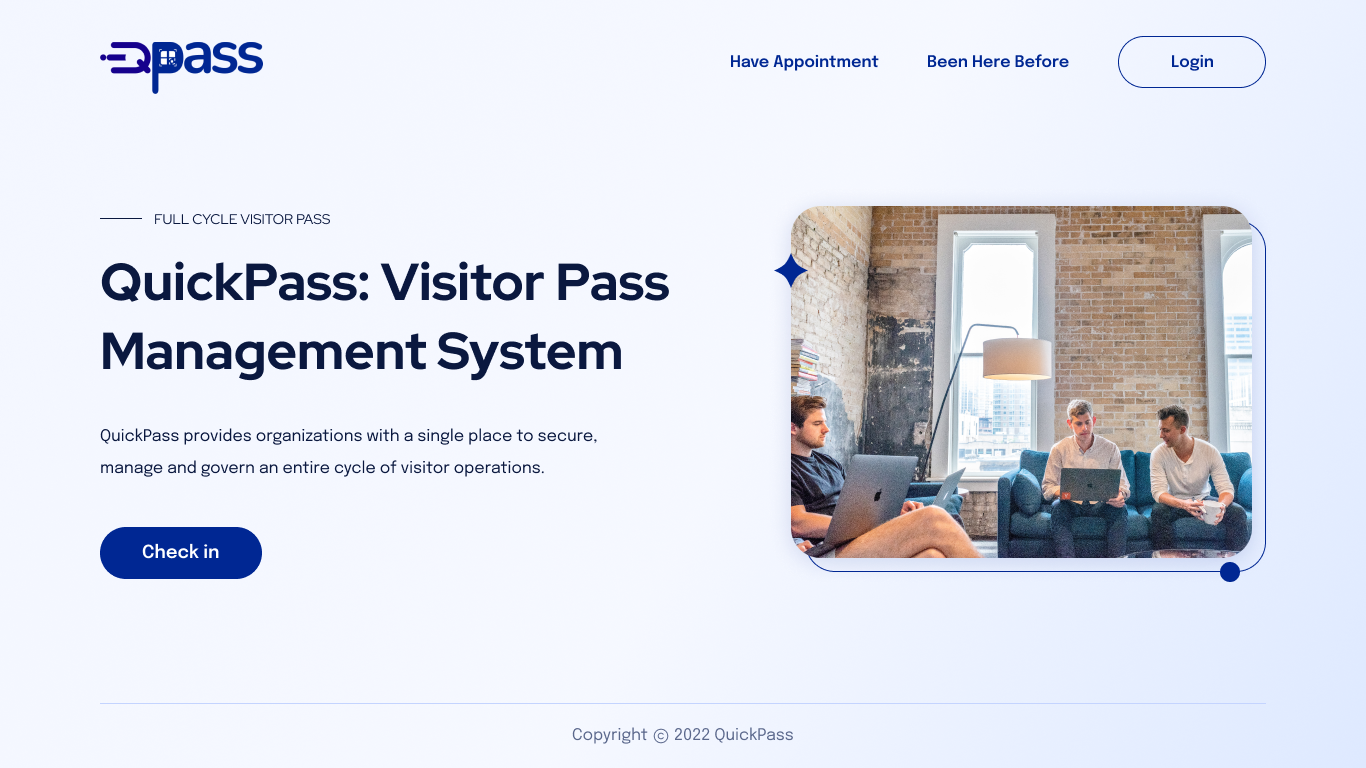 Qpass
Have Appointment
Been Here Before
Login
FULL CYCLE VISITOR PASS
QuickPass: Visitor Pass
Management System
QuickPass provides organizations with a single place to secure,
manage and govern an entire cycle of visitor operations.
Check in
Copyright © 2022 QuickPass